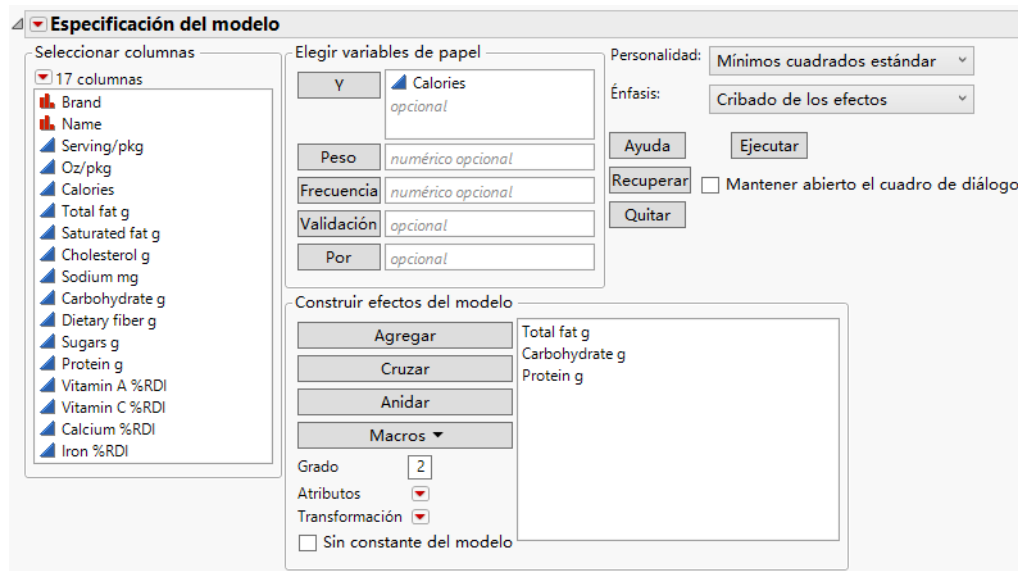 Especificación del modelo
Seleccionar columnas
17 columnas
Brand
Name
Serving/pkg
Oz/pkg
Calories
Total fat g
Saturated fat g
Cholesterol g
Sodium mg
Carbohydrate g
Dietary fiber g
Sugars g
Protein g
Vitamin A %RDI
Vitamin C %RDI
Calcium %RDI
Iron %RDI
Elegir variables de papel
Y
Calories
opcional
Peso
numérico opcional
Frecuencia
numérico opcional
Validación
opcional
Por
opcional
Personalidad:
Mínimos cuadrados estándar
Énfasis:
Cribado de los efectos
Ayuda
Ejecutar
Recuperar
Mantener abierto el cuadro de diálogo
Quitar
Construir efectos del modelo
Agregar
Cruzar
Anidar
Macros
Grado
2
Atributos
Transformación
Sin constante del modelo
Total fat g
Carbohydrate g
Protein g